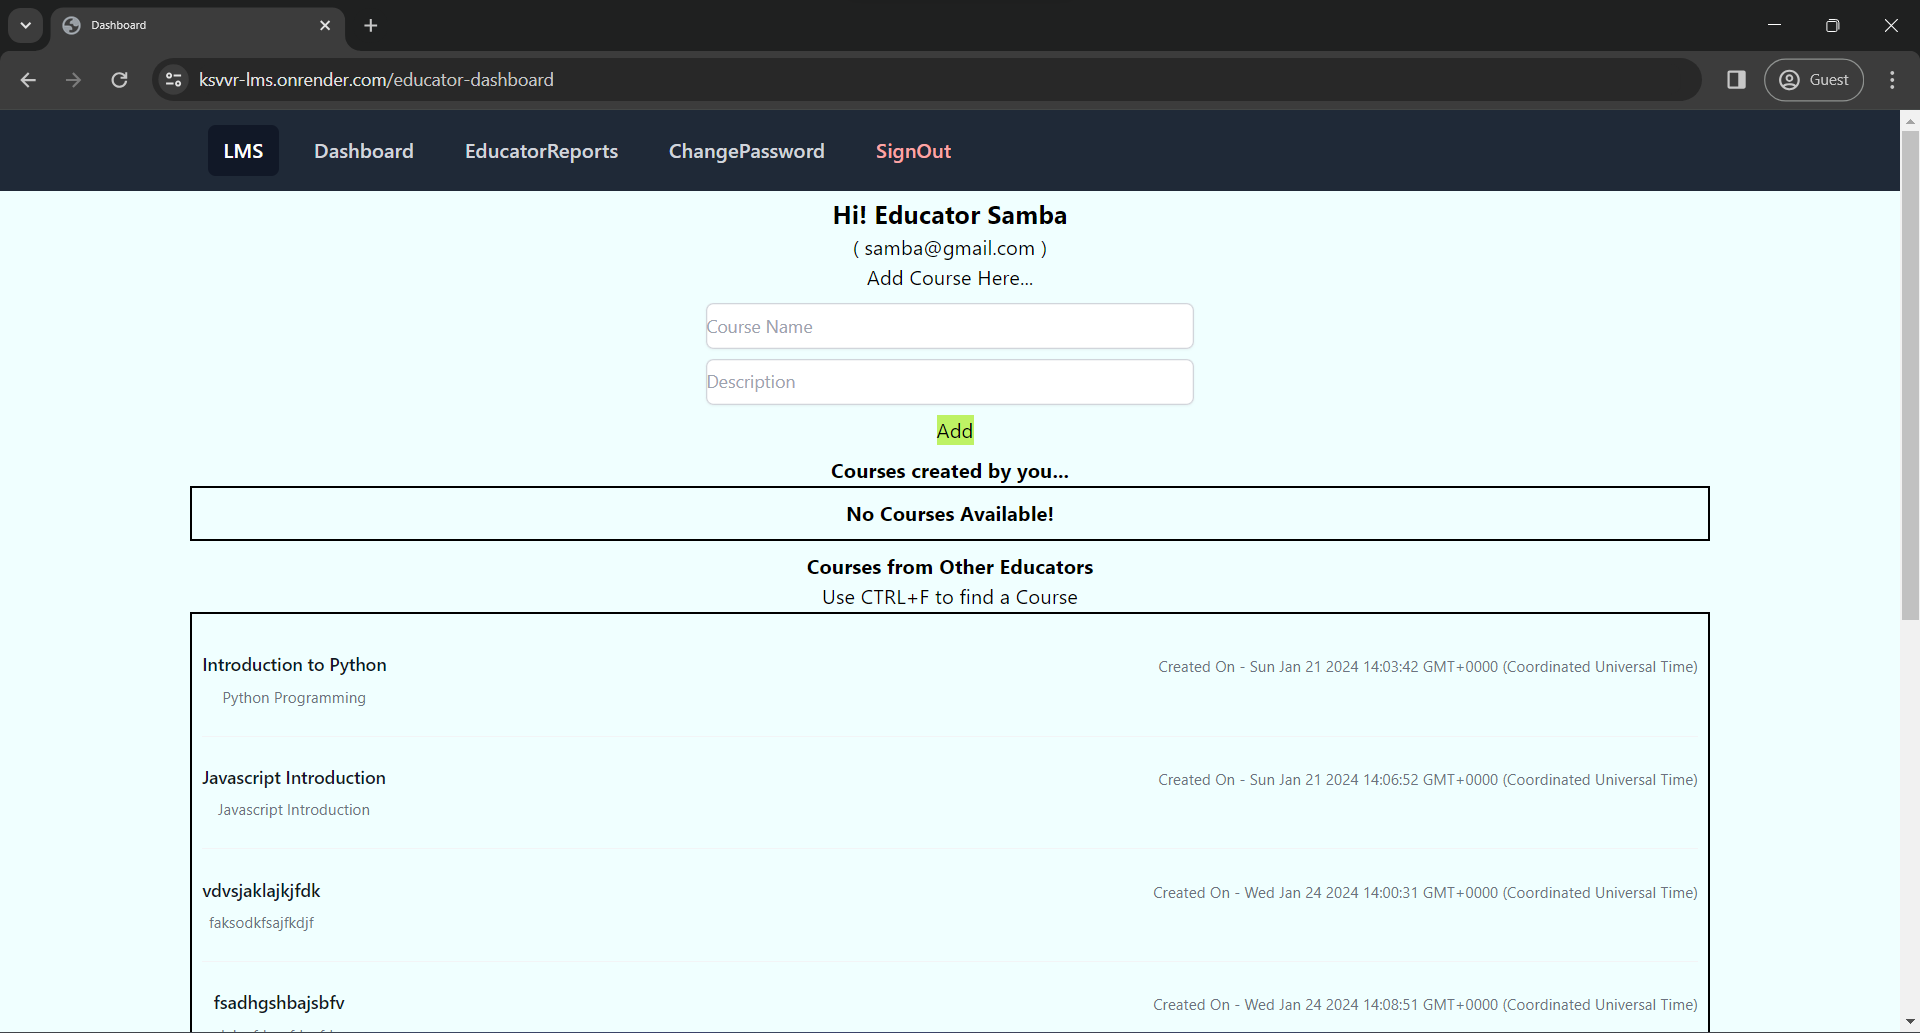 Dashboard
ksvvr-lms.onrender.com/educator-dashboard
Guest
LMS Dashboard EducatorReports ChangePassword SignOut
Hi! Educator Samba
( samba@gmail.com )
Add Course Here...
Course Name
Description
Add
Courses created by you...
No Courses Available!
Courses from Other Educators
Use CTRL+F to find a Course
Introduction to Python Created On - Sun Jan 21 2024 14:03:42 GMT+0000 (Coordinated Universal Time)
Python Programming
Javascript Introduction Created On - Sun Jan 21 2024 14:06:52 GMT+0000 (Coordinated Universal Time)
Javascript Introduction
vdvsjaklajkjfdk Created On - Wed Jan 24 2024 14:00:31 GMT+0000 (Coordinated Universal Time)
faksodkfsajfkdjf
fsadhgshbajsbfv Created On - Wed Jan 24 2024 14:08:51 GMT+0000 (Coordinated Universal Time)